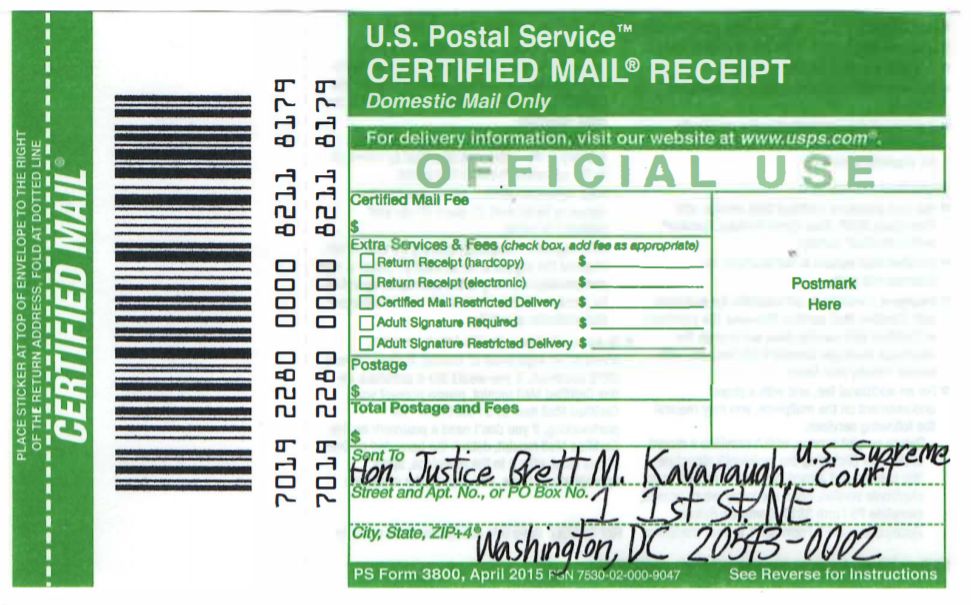 PLACE STICKER AT TOP OF ENVELOPE TO THE RIGHT
OF THE RETURN ADDRESS, FOLD AT DOTTED LINE
CERTIFIED MAIL®
7019 2280 0000 8211 8179
7019 2280 0000 8211 8179
U.S. Postal Service™
CERTIFIED MAIL® RECEIPT
Domestic Mail Only
For delivery information, visit our website at www.usps.com®.
OFFICIAL USE
Certified Mail Fee
$
Extra Services & Fees (check box, add fee as appropriate)
Return Receipt (hardcopy) $
Return Receipt (electronic) $
Certified Mail Restricted Delivery $
Adult Signature Required $
Adult Signature Restricted Delivery $
Postmark
Here
Postage
$
Total Postage and Fees
$
Sent To
Hon. Justice Brett M. Kavanaugh, U.S. Supreme
Court
Street and Apt. No., or PO Box No.
1 1st St. NE
City, State, ZIP+4®
Washington, DC 20543-0002
PS Form 3800, April 2015 PSN 7530-02-000-9047 See Reverse for Instructions